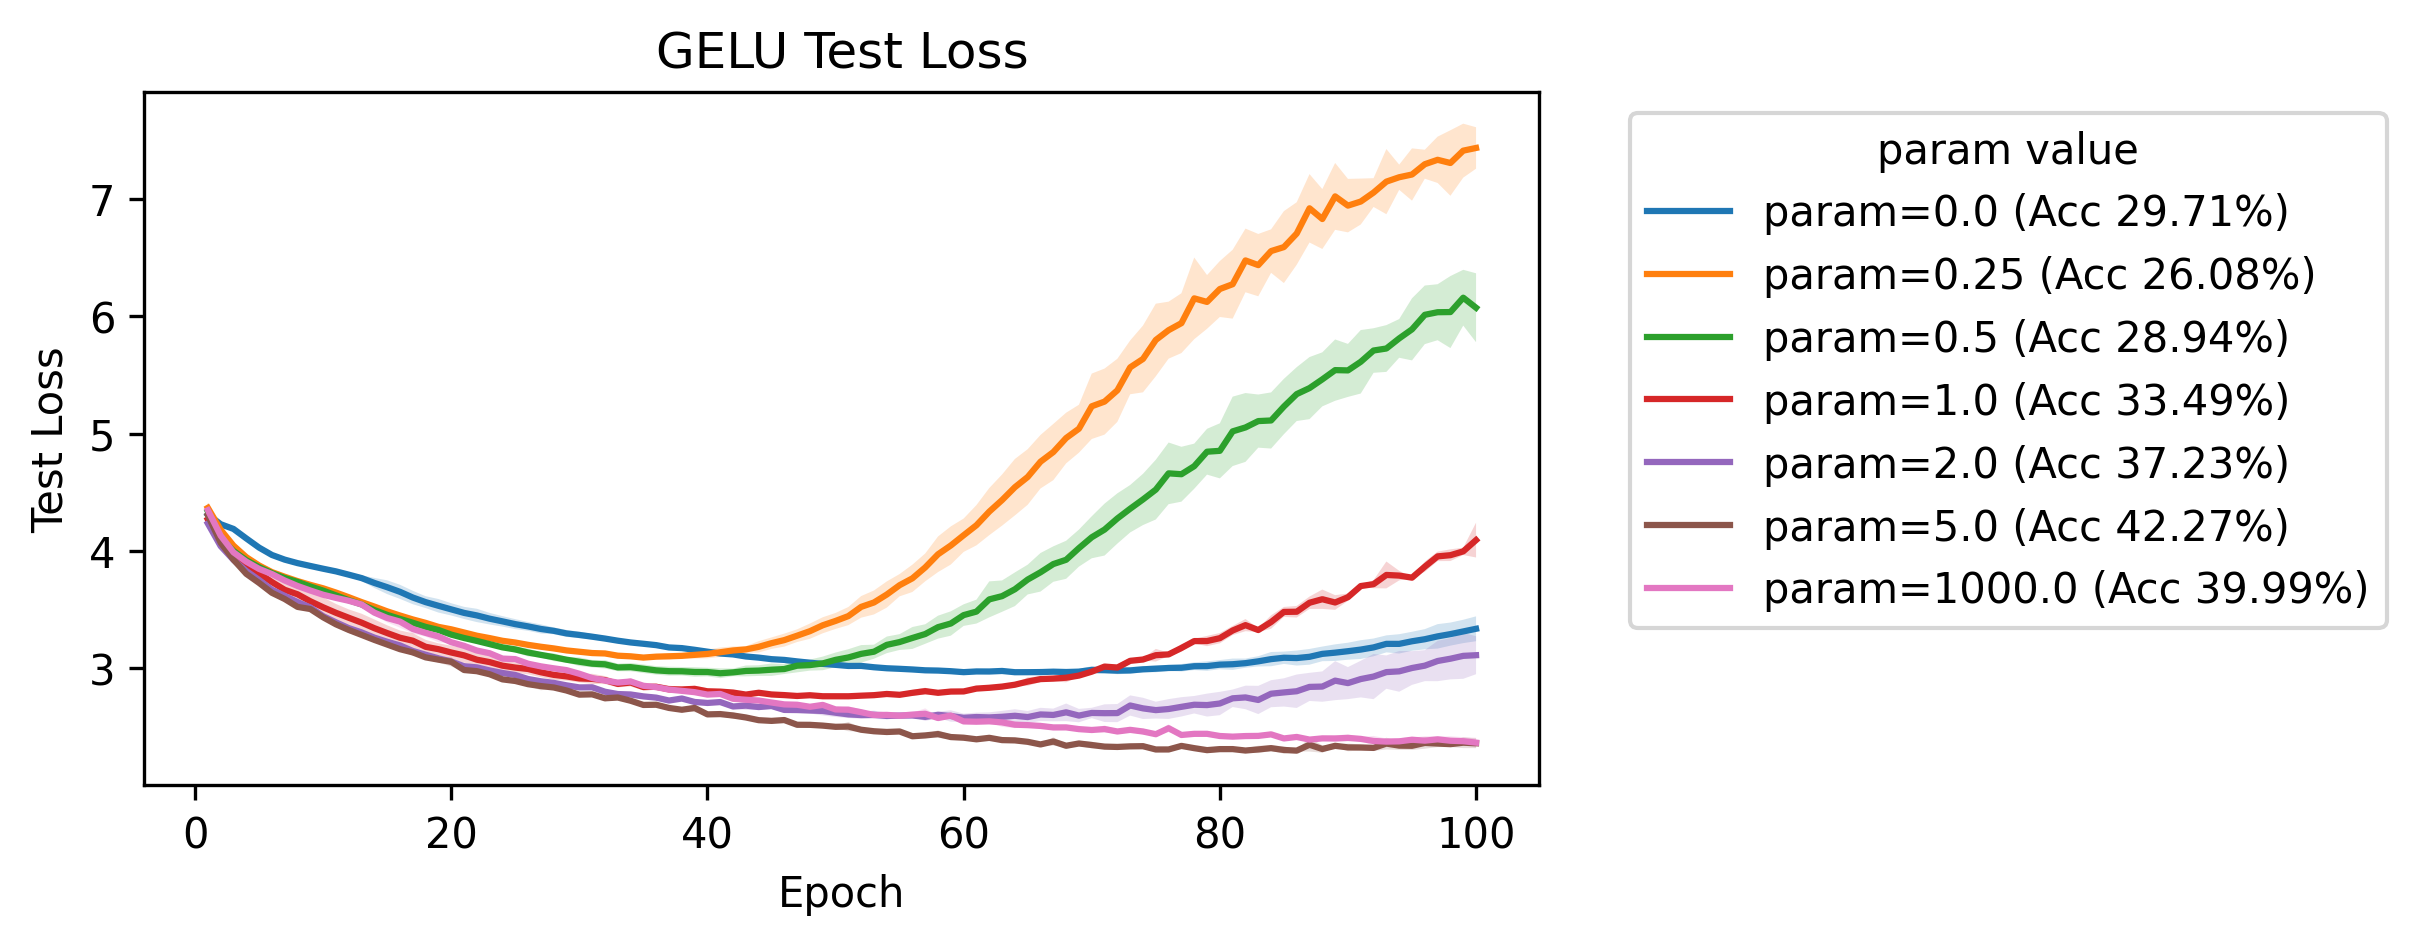 GELU Test Loss
Test Loss
7
6
5
4
3
0
20
40
60
80
100
Epoch
param value
param=0.0 (Acc 29.71%)
param=0.25 (Acc 26.08%)
param=0.5 (Acc 28.94%)
param=1.0 (Acc 33.49%)
param=2.0 (Acc 37.23%)
param=5.0 (Acc 42.27%)
param=1000.0 (Acc 39.99%)